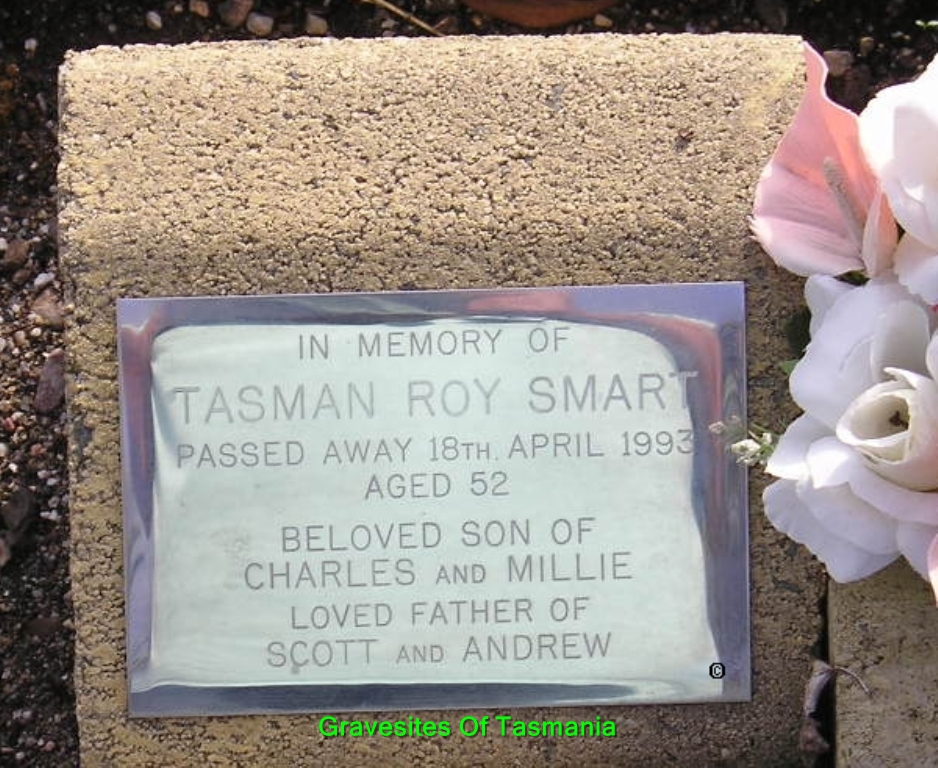 IN MEMORY OF
TASMAN ROY SMART
PASSED AWAY 18TH. APRIL 1993
AGED 52
BELOVED SON OF
CHARLES AND MILLIE
LOVED FATHER OF
SCOTT AND ANDREW
©
Gravesites Of Tasmania